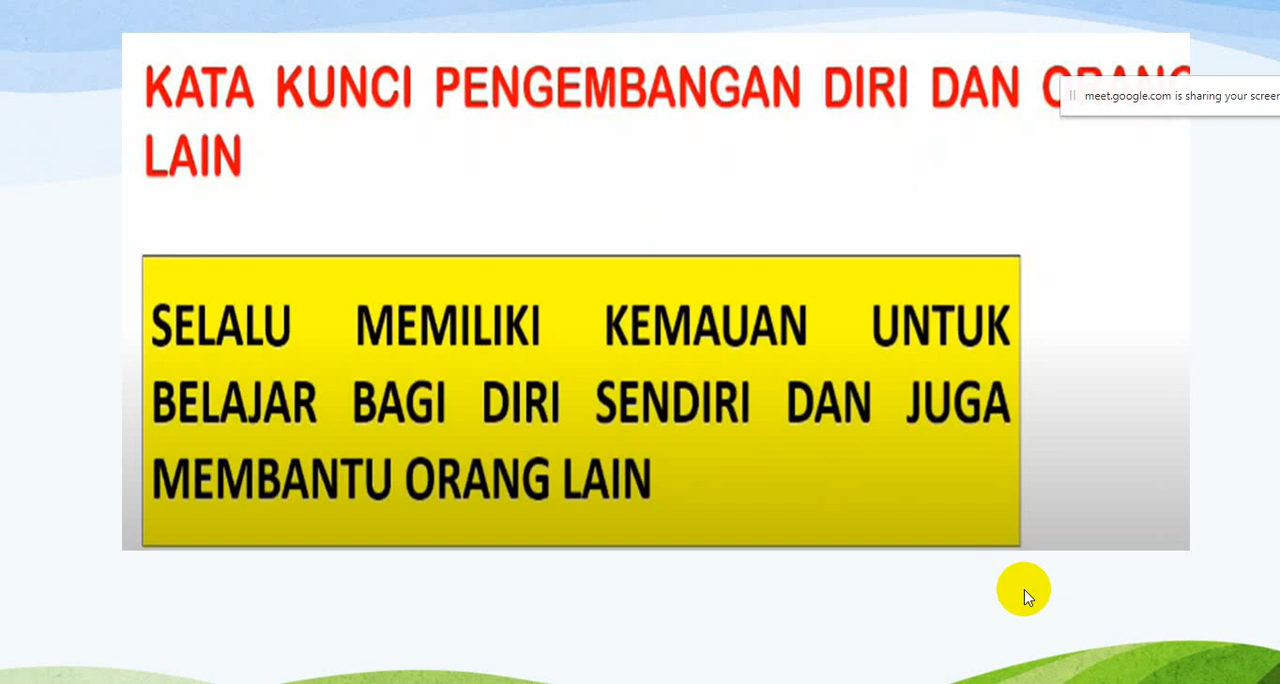 KATA KUNCI PENGEMBANGAN DIRI DAN
LAIN
meet.google.com is sharing your screen
SELALU MEMILIKI KEMAUAN UNTUK
BELAJAR BAGI DIRI SENDIRI DAN JUGA
MEMBANTU ORANG LAIN